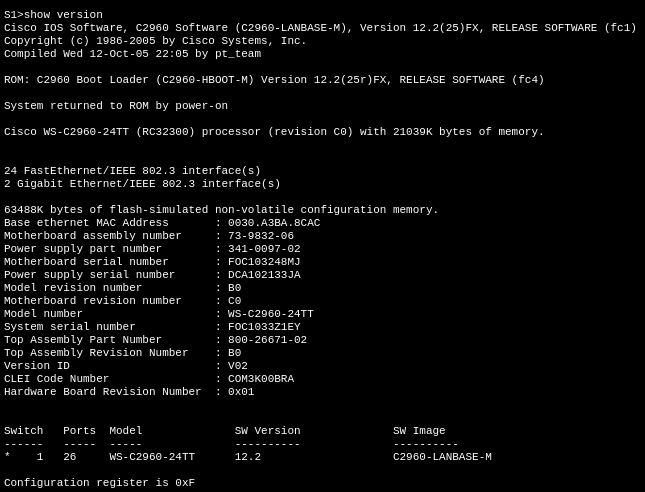 S1>show version
Cisco IOS Software, C2960 Software (C2960-LANBASE-M), Version 12.2(25)FX, RELEASE SOFTWARE (fc1)
Copyright (c) 1986-2005 by Cisco Systems, Inc.
Compiled Wed 12-Oct-05 22:05 by pt_team
ROM: C2960 Boot Loader (C2960-HBOOT-M) Version 12.2(25r)FX, RELEASE SOFTWARE (fc4)
System returned to ROM by power-on
Cisco WS-C2960-24TT (RC32300) processor (revision C0) with 21039K bytes of memory.
24 FastEthernet/IEEE 802.3 interface(s)
2 Gigabit Ethernet/IEEE 802.3 interface(s)
63488K bytes of flash-simulated non-volatile configuration memory.
Base ethernet MAC Address       : 0030.A3BA.8CAC
Motherboard assembly number     : 73-9832-06
Power supply part number        : 341-0097-02
Motherboard serial number       : FOC103248MJ
Power supply serial number      : DCA102133JA
Model revision number           : B0
Motherboard revision number     : C0
Model number                    : WS-C2960-24TT
System serial number            : FOC1033Z1EY
Top Assembly Part Number        : 800-26671-02
Top Assembly Revision Number    : B0
Version ID                      : V02
CLEI Code Number                : COM3K00BRA
Hardware Board Revision Number  : 0x01
Switch   Ports  Model              SW Version              SW Image
------   -----  -----              ----------              ----------
*    1   26     WS-C2960-24TT      12.2                    C2960-LANBASE-M
Configuration register is 0xF